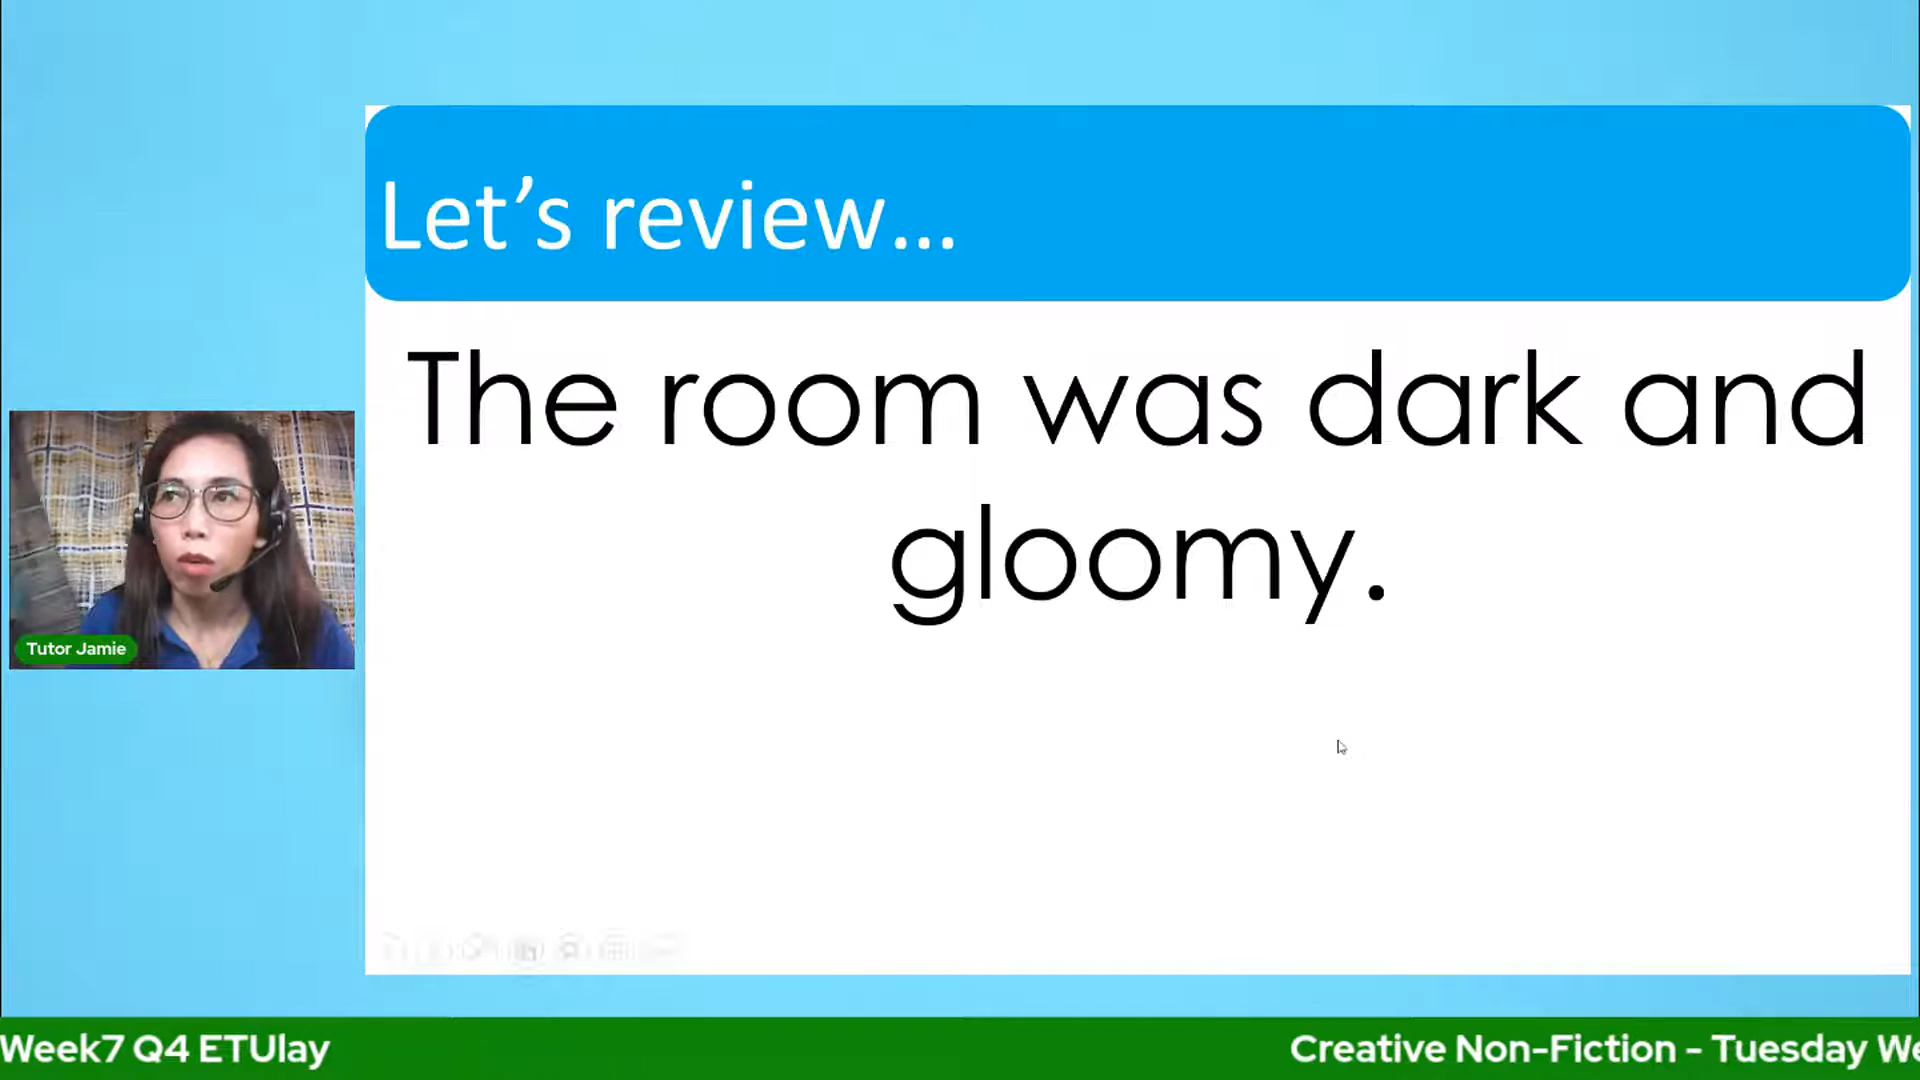 Let's review...
The room was dark and
gloomy.
Tutor Jamie
Week7 Q4 ETUlay
Creative Non-Fiction - Tuesday We